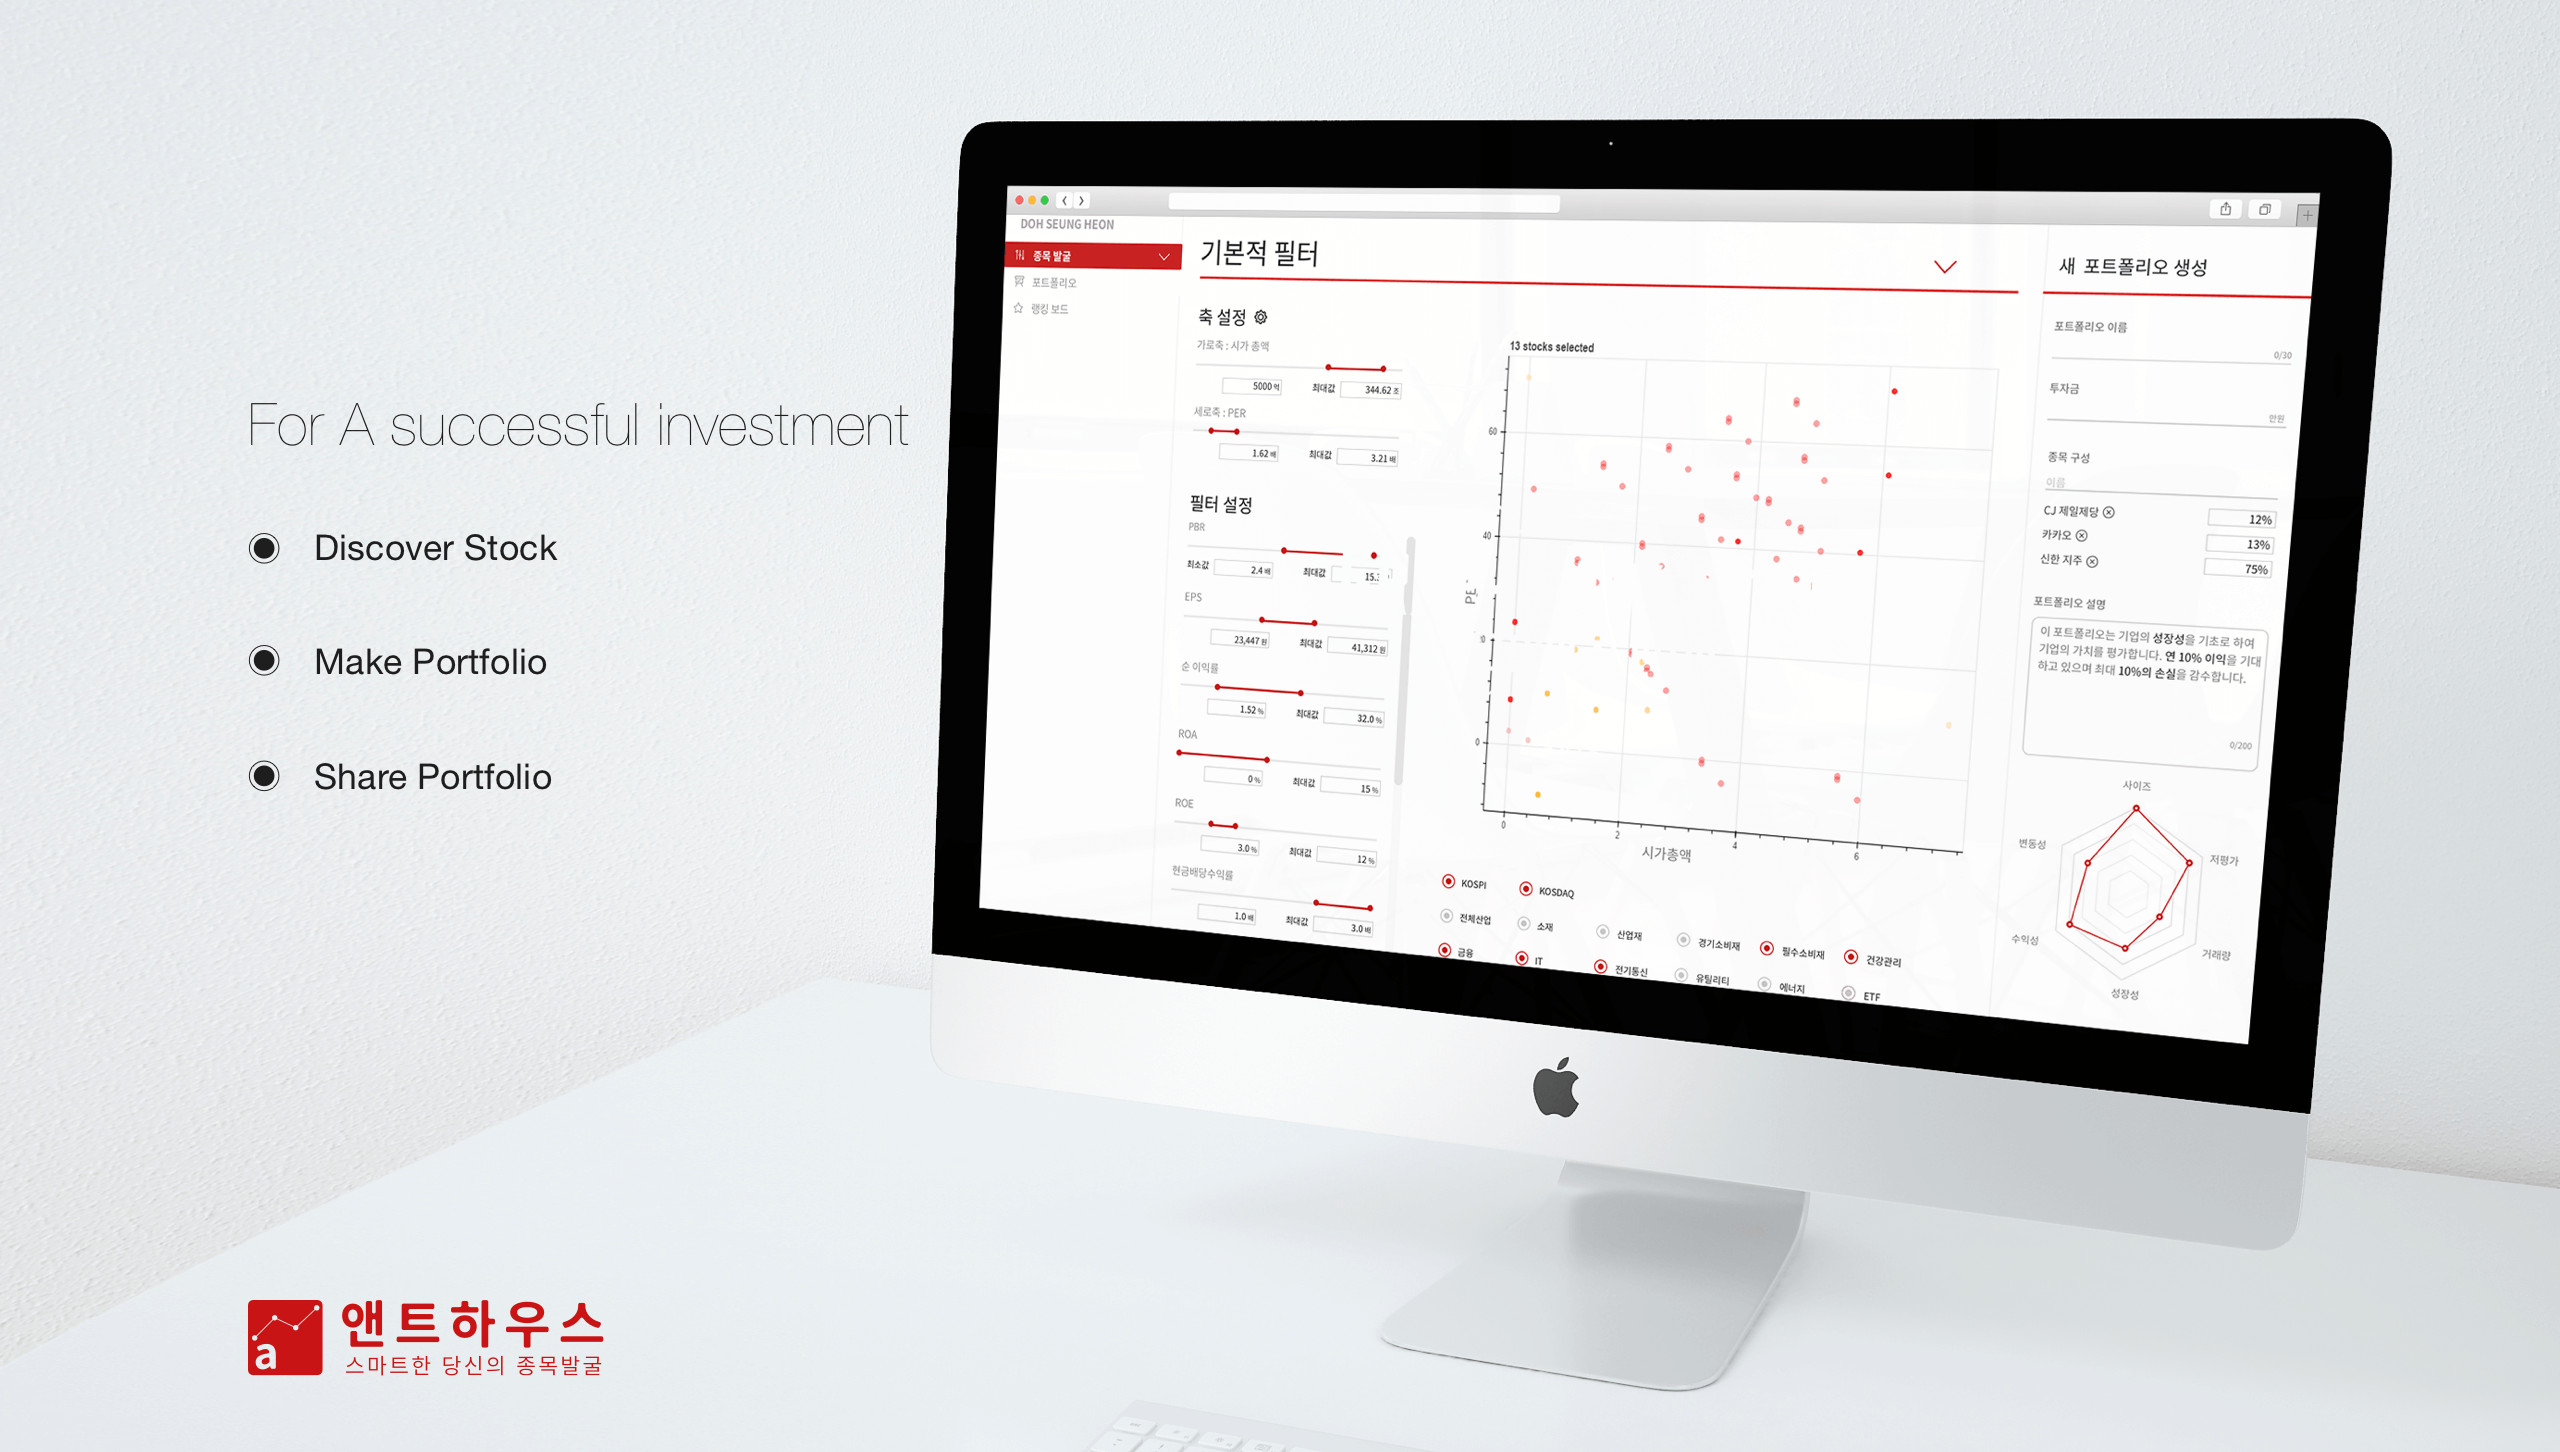 For A successful investment
Discover Stock
Make Portfolio
Share Portfolio
a
앤트하우스
스마트한 당신의 종목발굴
DOH SEUNG HEON
종목 발굴
포트폴리오
랭킹 보드
기본적 필터
축 설정
가로축 : 시가 총액
5000 억 최대값 344.62 조
세로축 : PER
1.62 배 최대값 3.21 배
필터 설정
PBR
최소값 2.4 배 최대값 15.
EPS
23,447 원 최대값 41,312 원
순 이익률
1.52 % 최대값 32.0 %
ROA
0 % 최대값 15 %
ROE
3.0 % 최대값 12 %
현금배당수익률
1.0 배 최대값 3.0 배
13 stocks selected
60
40
0
0 2 4 6
시가총액
KOSPI KOSDAQ
전체산업 소재 산업재 경기소비재 필수소비재 건강관리
금융 IT 전기통신 유틸리티 에너지 ETF
새 포트폴리오 생성
포트폴리오 이름
0/30
투자금
만원
종목 구성
이름
CJ 제일제당 12%
카카오 13%
신한 지주 75%
포트폴리오 설명
이 포트폴리오는 기업의 성장성을 기초로 하여
기업의 가치를 평가합니다. 연 10% 이익을 기대
하고 있으며 최대 10%의 손실을 감수합니다.
0/200
사이즈
변동성
저평가
수익성
거래량
성장성